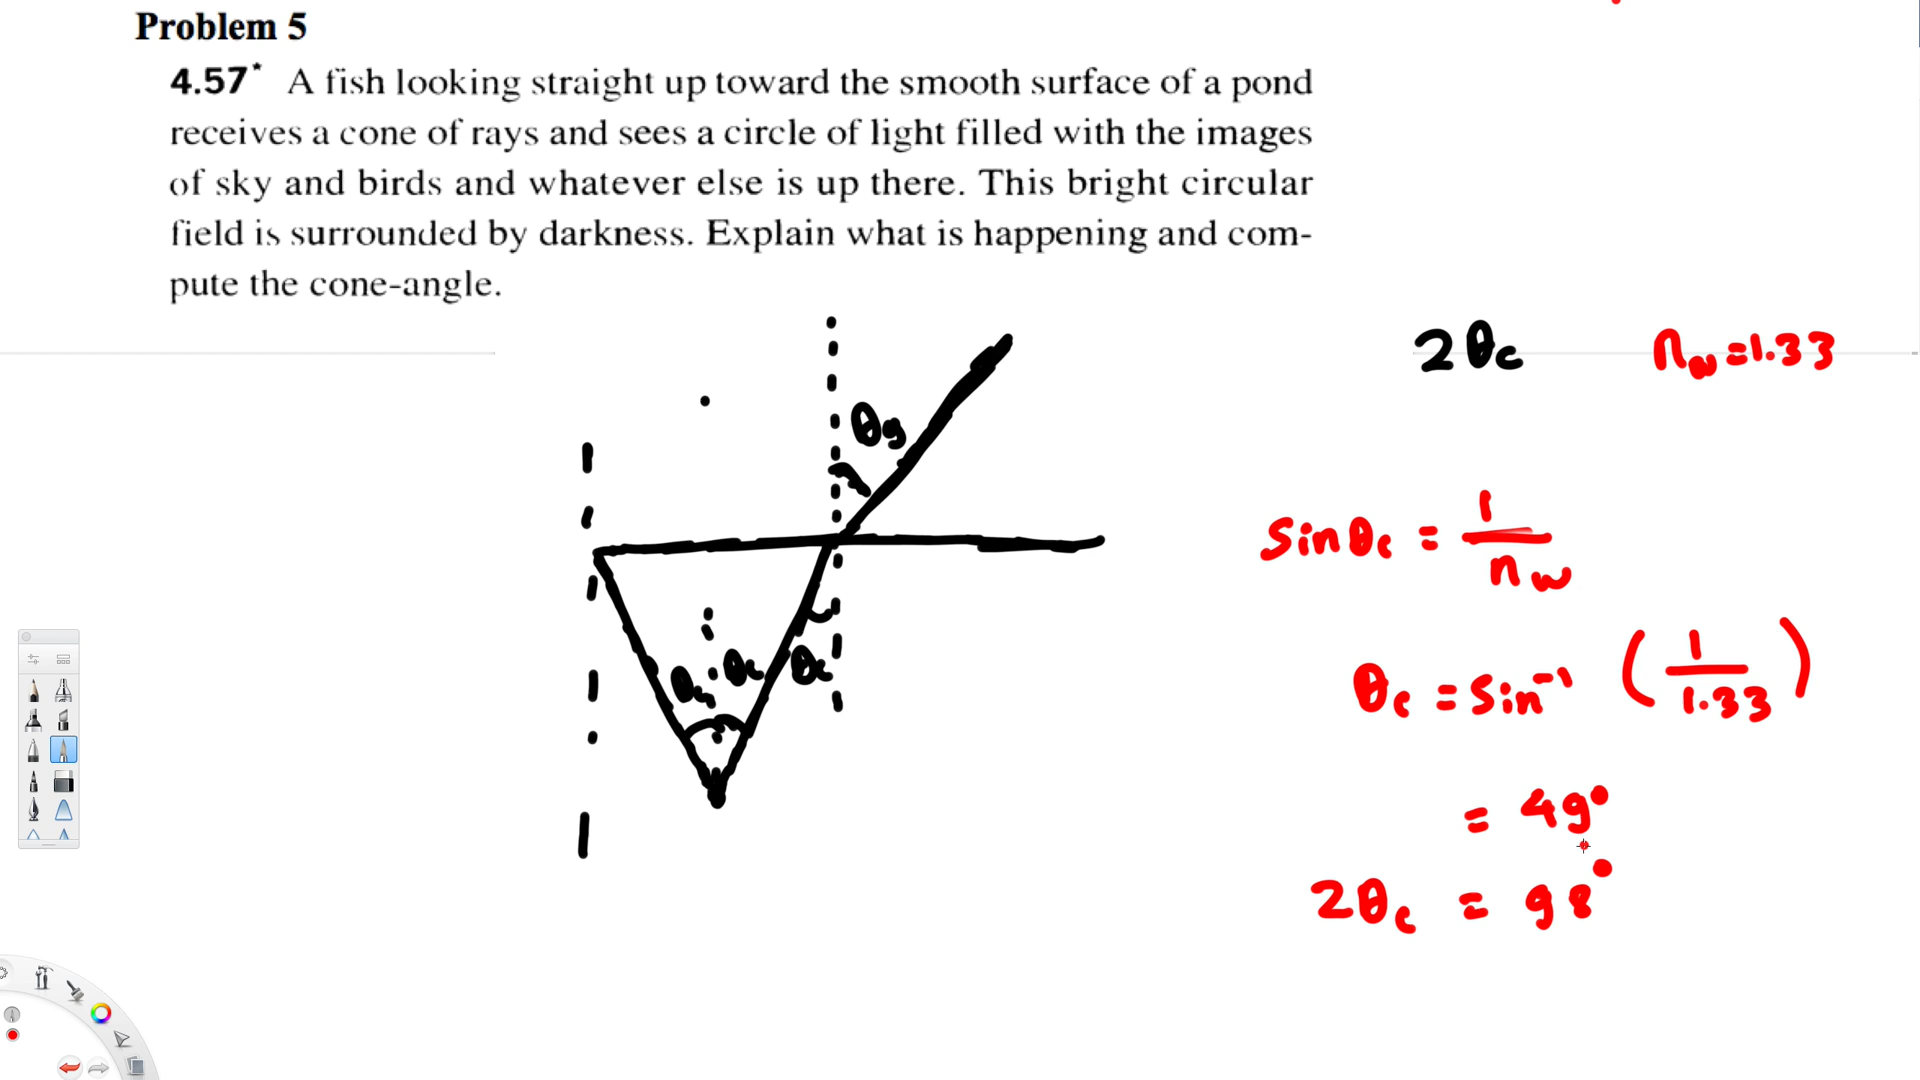 Problem 5
4.57* A fish looking straight up toward the smooth surface of a pond
receives a cone of rays and sees a circle of light filled with the images
of sky and birds and whatever else is up there. This bright circular
field is surrounded by darkness. Explain what is happening and com-
pute the cone-angle.
2θc nw=1.33
θg
sinθc = 1/nw
θc θc θc
θc = sin⁻¹ (1/1.33)
= 49°
2θc = 98°